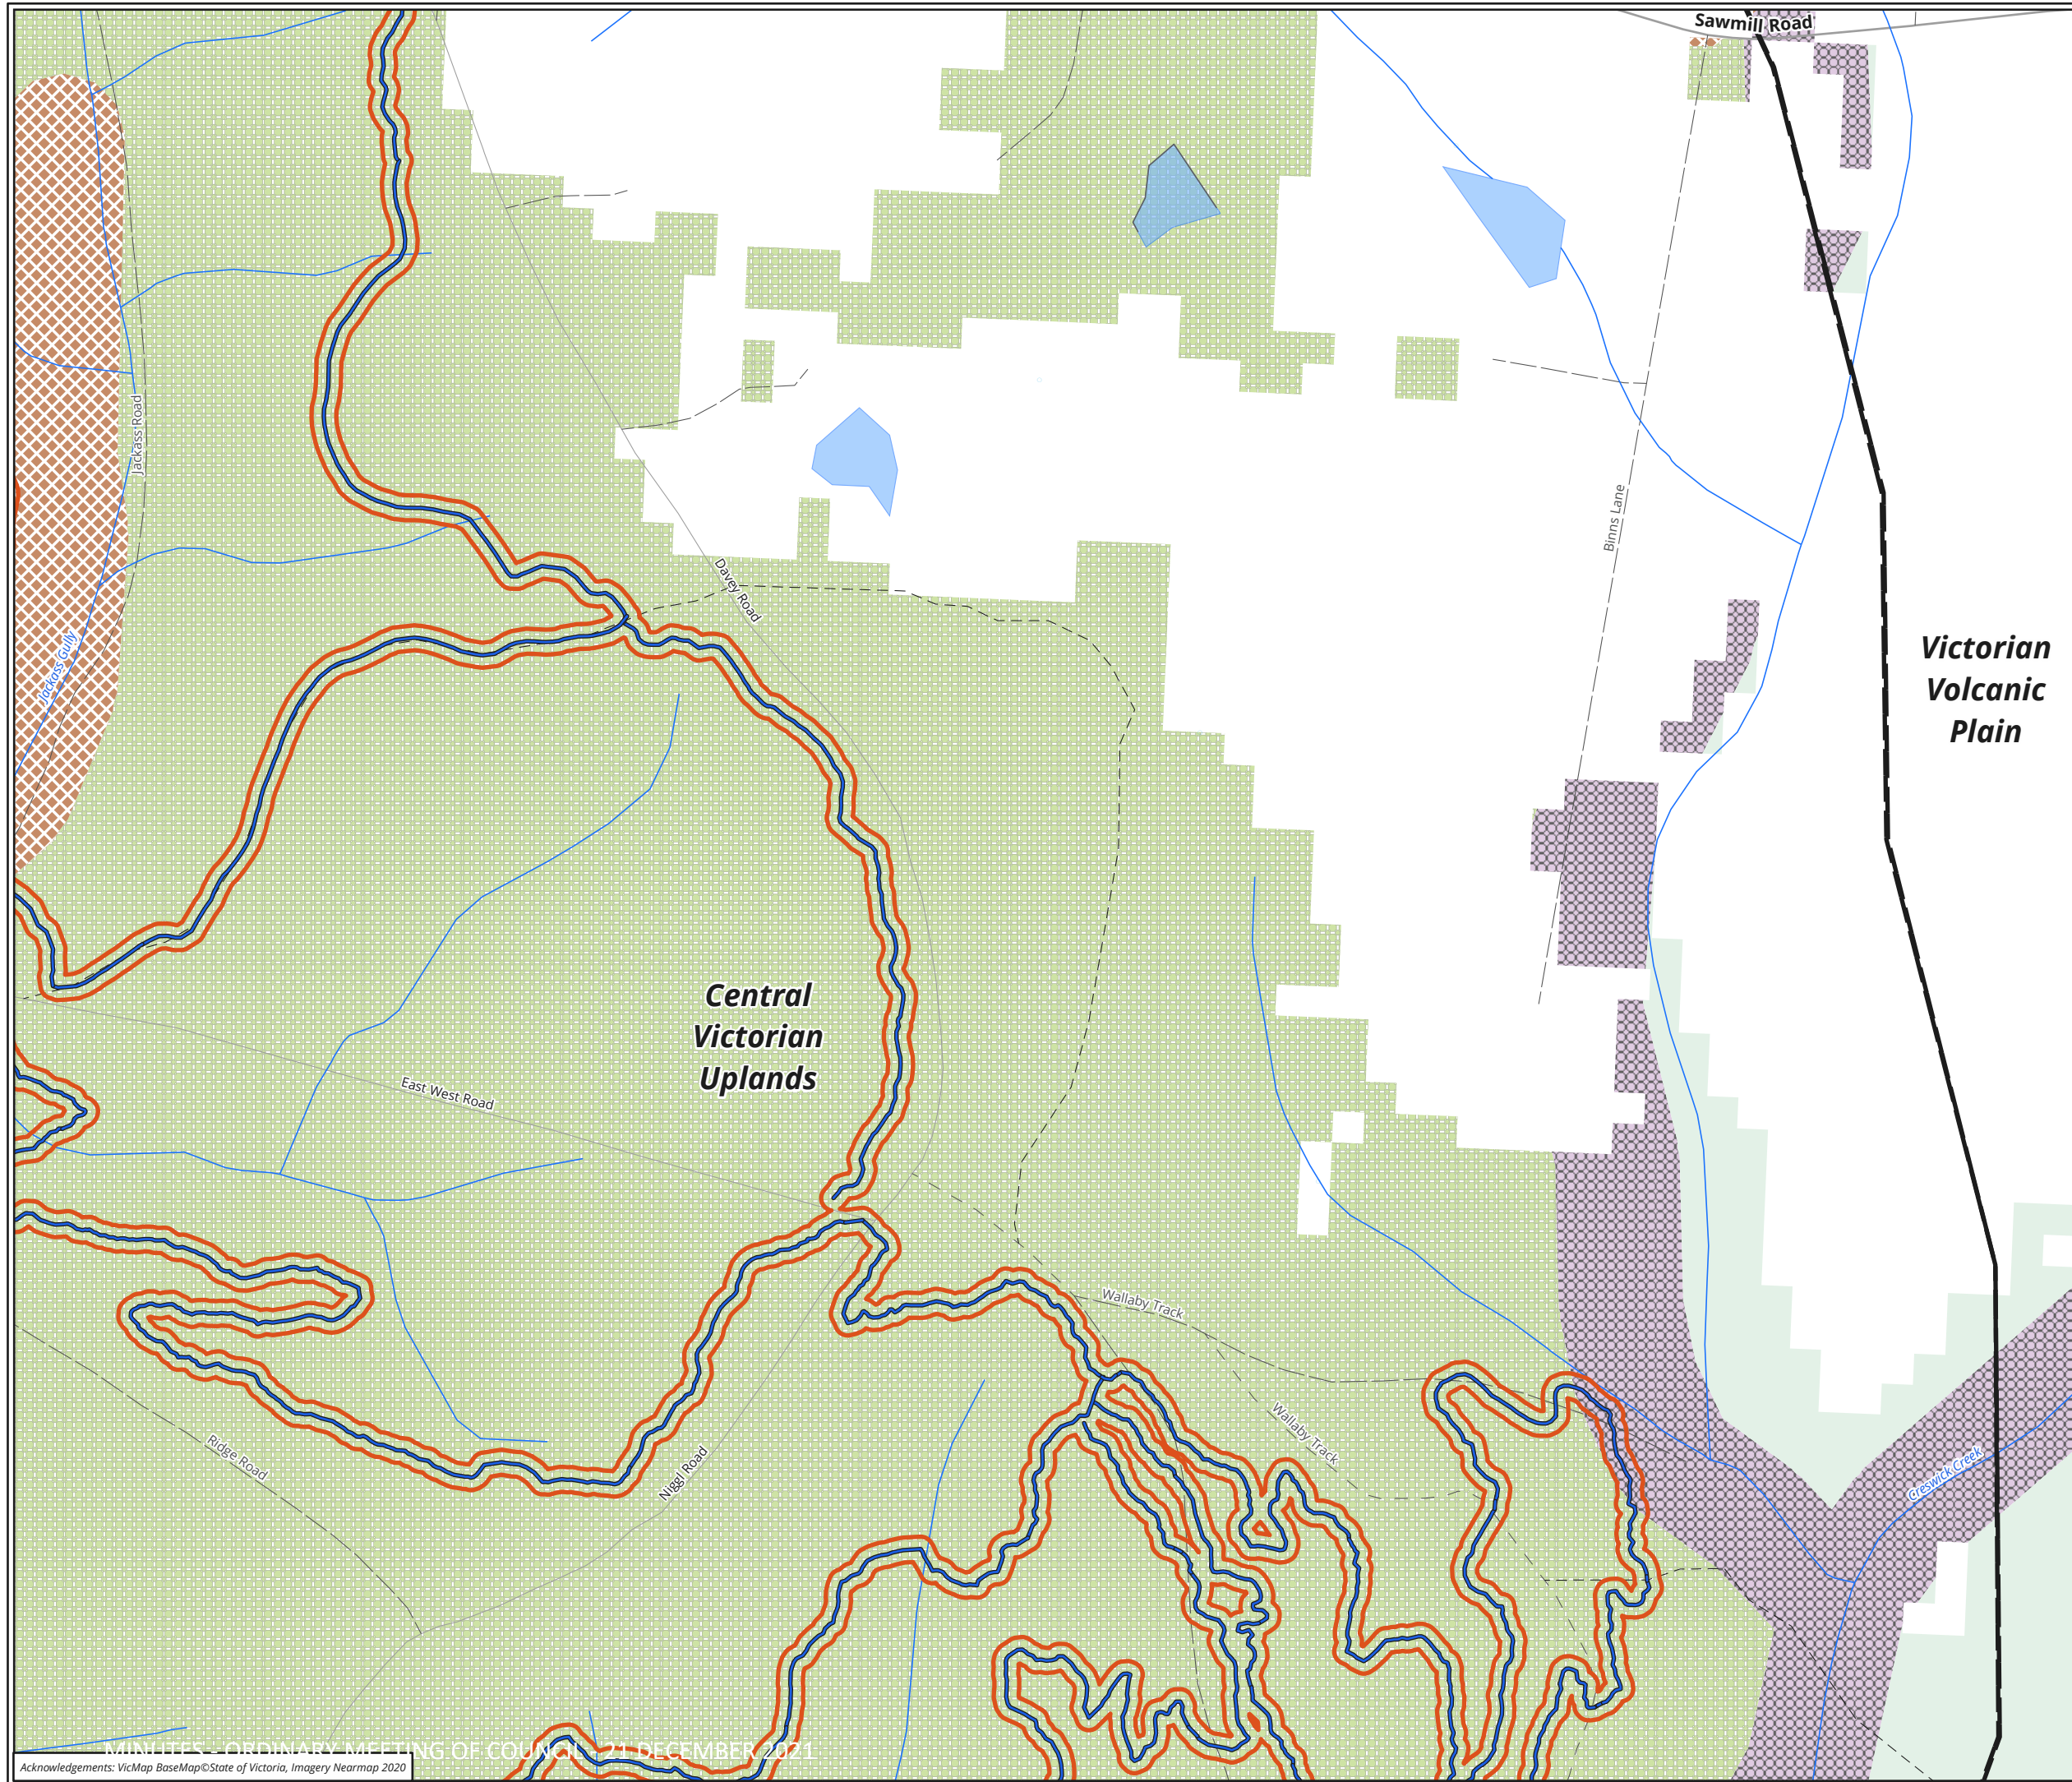 Sawmill Road
Jackass Road
Binns Lane
Davey Road
Jackass Gully
Victorian
Volcanic
Plain
Central
Victorian
Uplands
East West Road
Wallaby Track
Wallaby Track
Ridge Road
Niggl Road
Creswick Creek
MINUTES - ORDINARY MEETING OF COUNCIL - 21 DECEMBER 2021
Acknowledgements: VicMap BaseMap©State of Victoria, Imagery Nearmap 2020